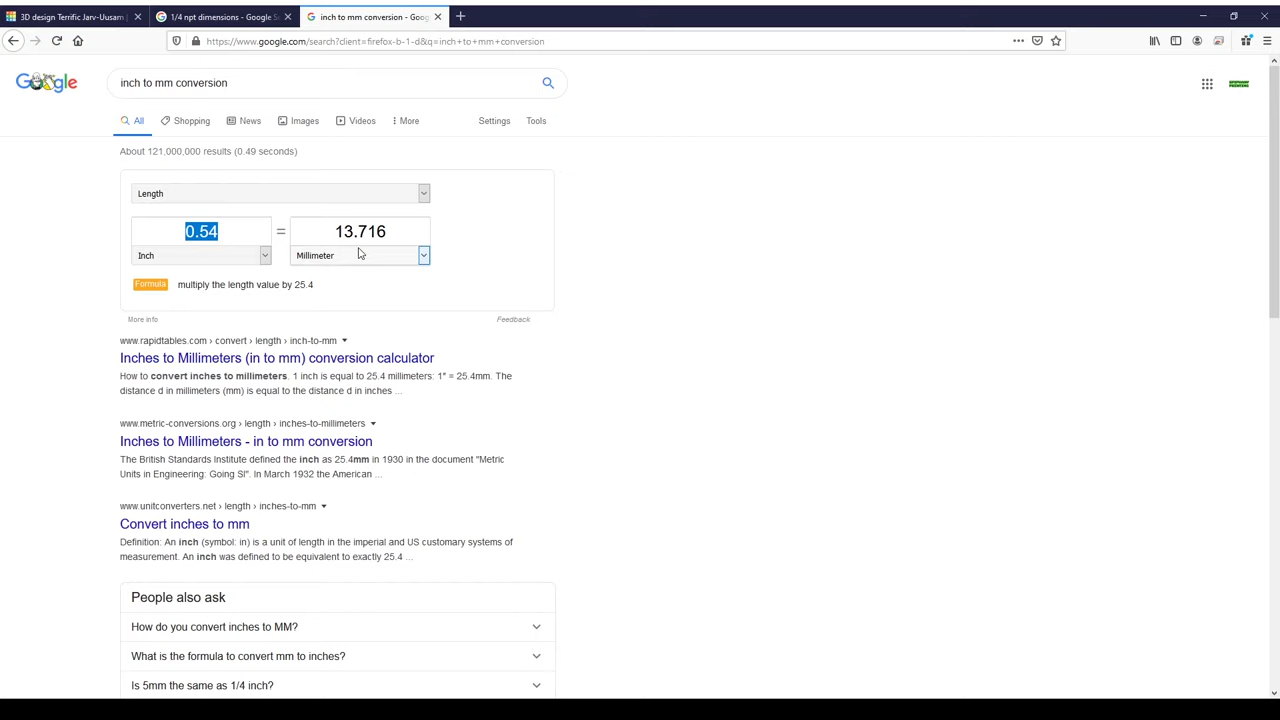 3D design Terrific Jarv-Uusam
1/4 npt dimensions - Google Se
inch to mm conversion - Goog
https://www.google.com/search?client=firefox-b-1-d&q=inch+to+mm+conversion
Google
inch to mm conversion
All
Shopping
News
Images
Videos
More
Settings
Tools
About 121,000,000 results (0.49 seconds)
Length
0.54 = 13.716
Inch
Millimeter
Formula multiply the length value by 25.4
More info
Feedback
www.rapidtables.com › convert › length › inch-to-mm
Inches to Millimeters (in to mm) conversion calculator
How to convert inches to millimeters. 1 inch is equal to 25.4 millimeters: 1" = 25.4mm. The
distance d in millimeters (mm) is equal to the distance d in inches ...
www.metric-conversions.org › length › inches-to-millimeters
Inches to Millimeters - in to mm conversion
The British Standards Institute defined the inch as 25.4mm in 1930 in the document "Metric
Units in Engineering: Going SI". In March 1932 the American ...
www.unitconverters.net › length › inches-to-mm
Convert inches to mm
Definition: An inch (symbol: in) is a unit of length in the imperial and US customary systems of
measurement. An inch was defined to be equivalent to exactly 25.4 ...
People also ask
How do you convert inches to MM?
What is the formula to convert mm to inches?
Is 5mm the same as 1/4 inch?